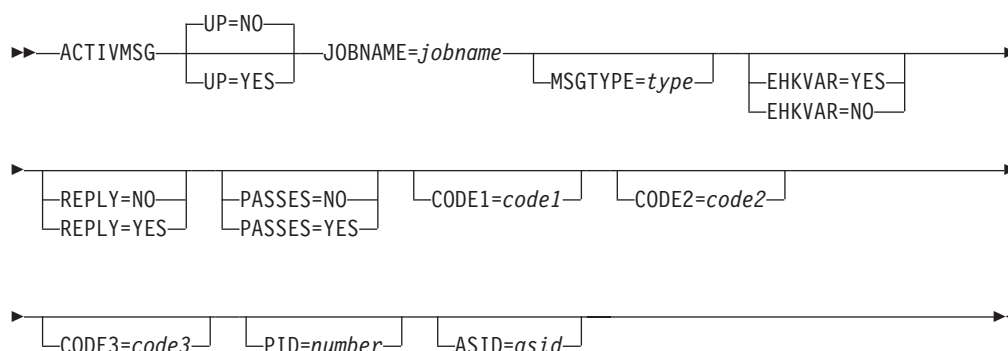 UP=NO
ACTIVMSG JOBNAME=jobname
UP=YES MSGTYPE=type EHKVAR=YES
EHKVAR=NO
REPLY=NO PASSES=NO CODE1=code1 CODE2=code2
REPLY=YES PASSES=YES
CODE3=code3 PID=number ASID=asid